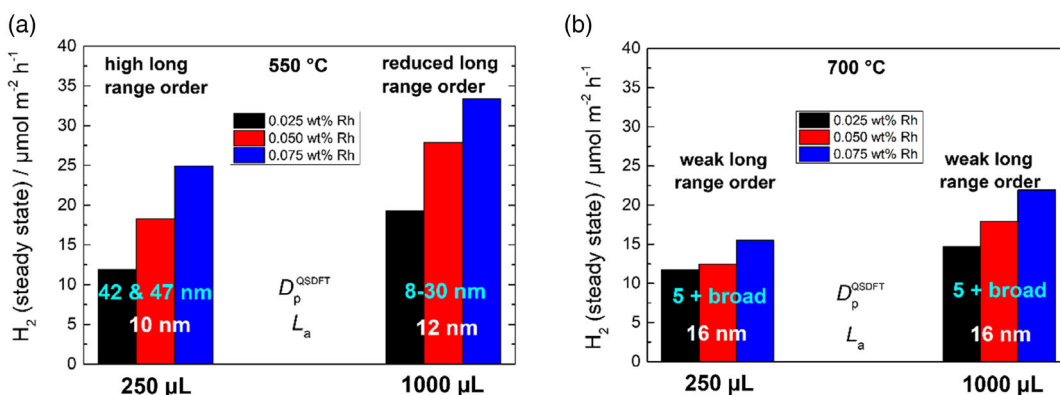 (a)
H₂ (steady state) / µmol m⁻² h⁻¹
40
35
30
25
20
15
10
5
0
high long
range order
550 °C
reduced long
range order
0.025 wt% Rh
0.050 wt% Rh
0.075 wt% Rh
42 & 47 nm
10 nm
Dp QSDFT
La
8-30 nm
12 nm
250 µL
1000 µL
(b)
H₂ (steady state) / µmol m⁻² h⁻¹
40
35
30
25
20
15
10
5
0
700 °C
0.025 wt% Rh
0.050 wt% Rh
0.075 wt% Rh
weak long
range order
weak long
range order
5 + broad
16 nm
Dp QSDFT
La
5 + broad
16 nm
250 µL
1000 µL